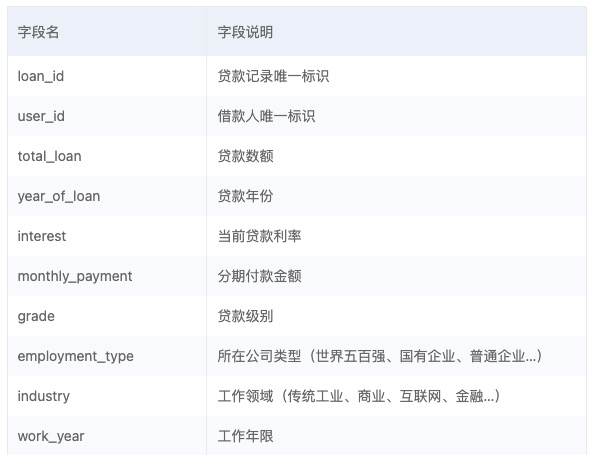 字段名 字段说明
loan_id 贷款记录唯一标识
user_id 借款人唯一标识
total_loan 贷款数额
year_of_loan 贷款年份
interest 当前贷款利率
monthly_payment 分期付款金额
grade 贷款级别
employment_type 所在公司类型（世界五百强、国有企业、普通企业...）
industry 工作领域（传统工业、商业、互联网、金融...）
work_year 工作年限